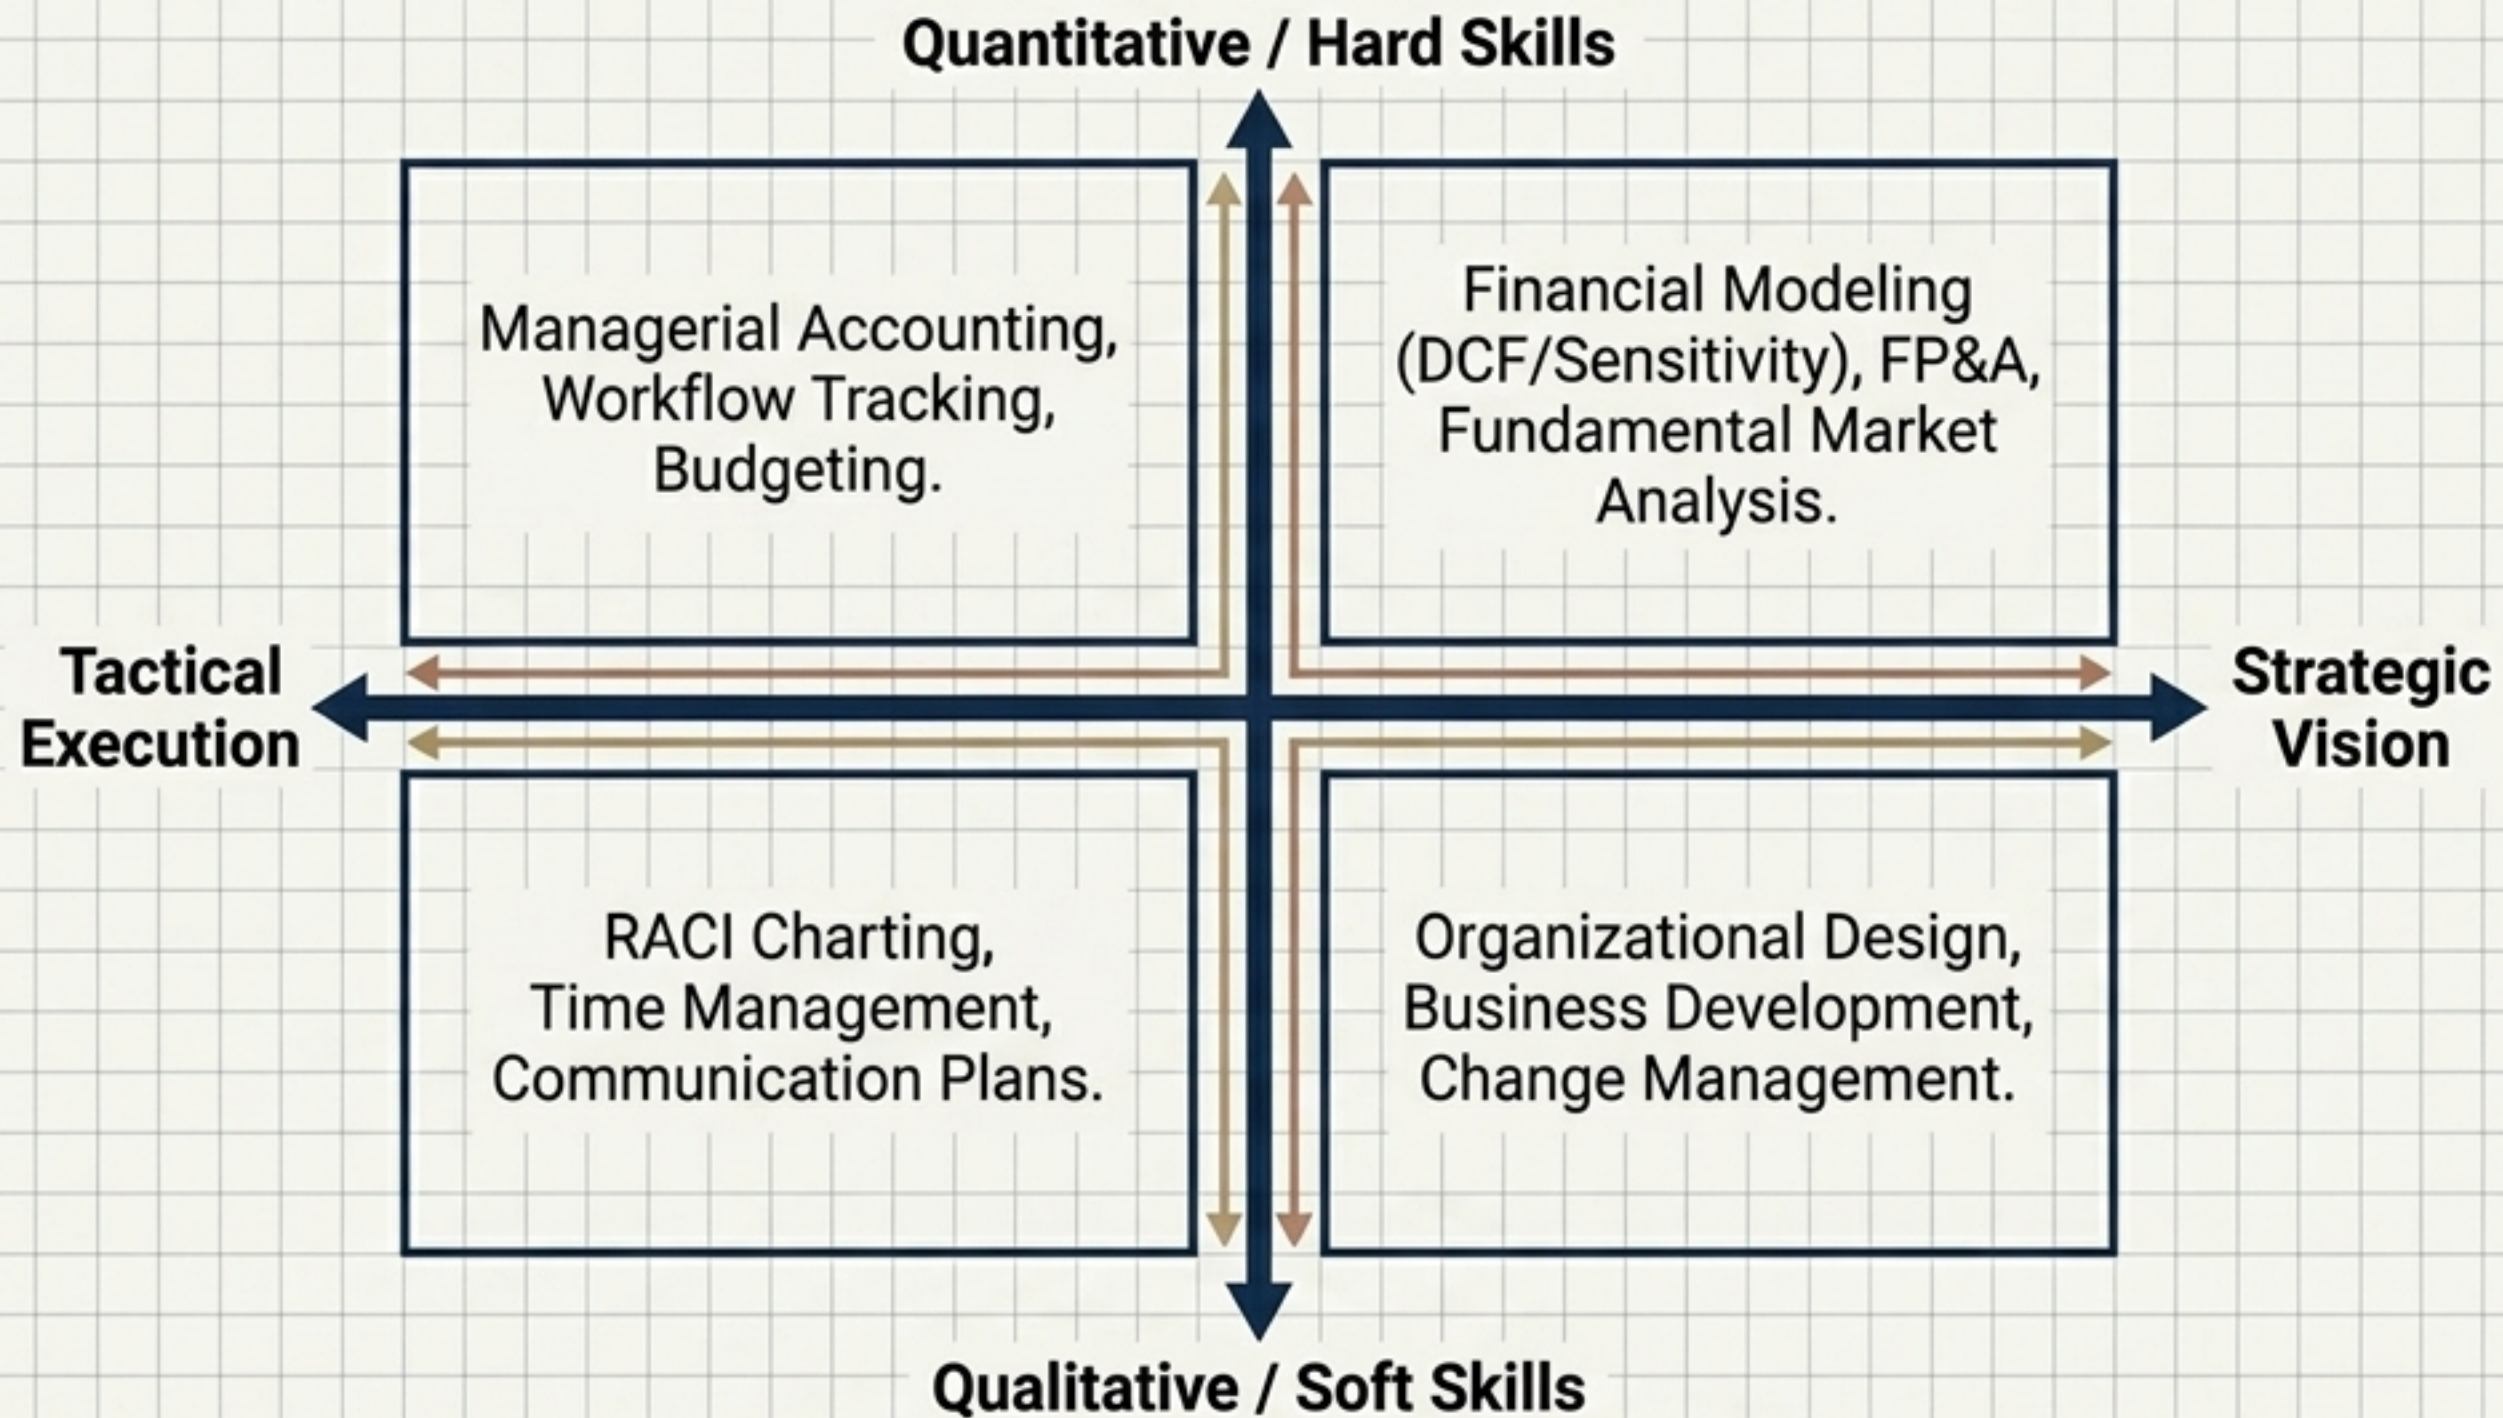 Quantitative / Hard Skills
Managerial Accounting,
Workflow Tracking,
Budgeting.
Financial Modeling
(DCF/Sensitivity), FP&A,
Fundamental Market
Analysis.
Tactical
Execution
Strategic
Vision
RACI Charting,
Time Management,
Communication Plans.
Organizational Design,
Business Development,
Change Management.
Qualitative / Soft Skills